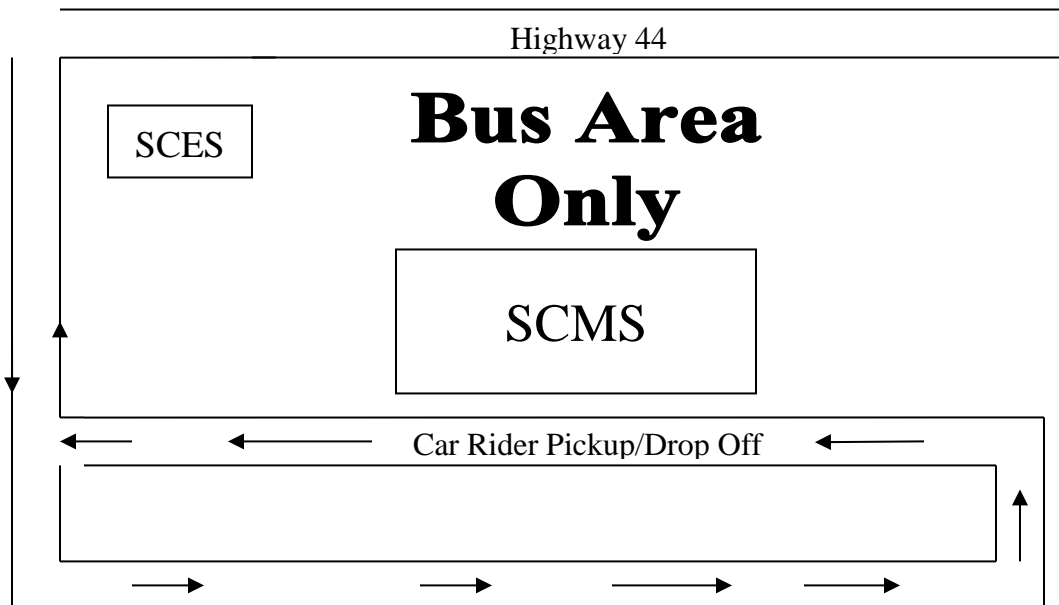 Highway 44
Bus Area
Only
SCES
SCMS
Car Rider Pickup/Drop Off